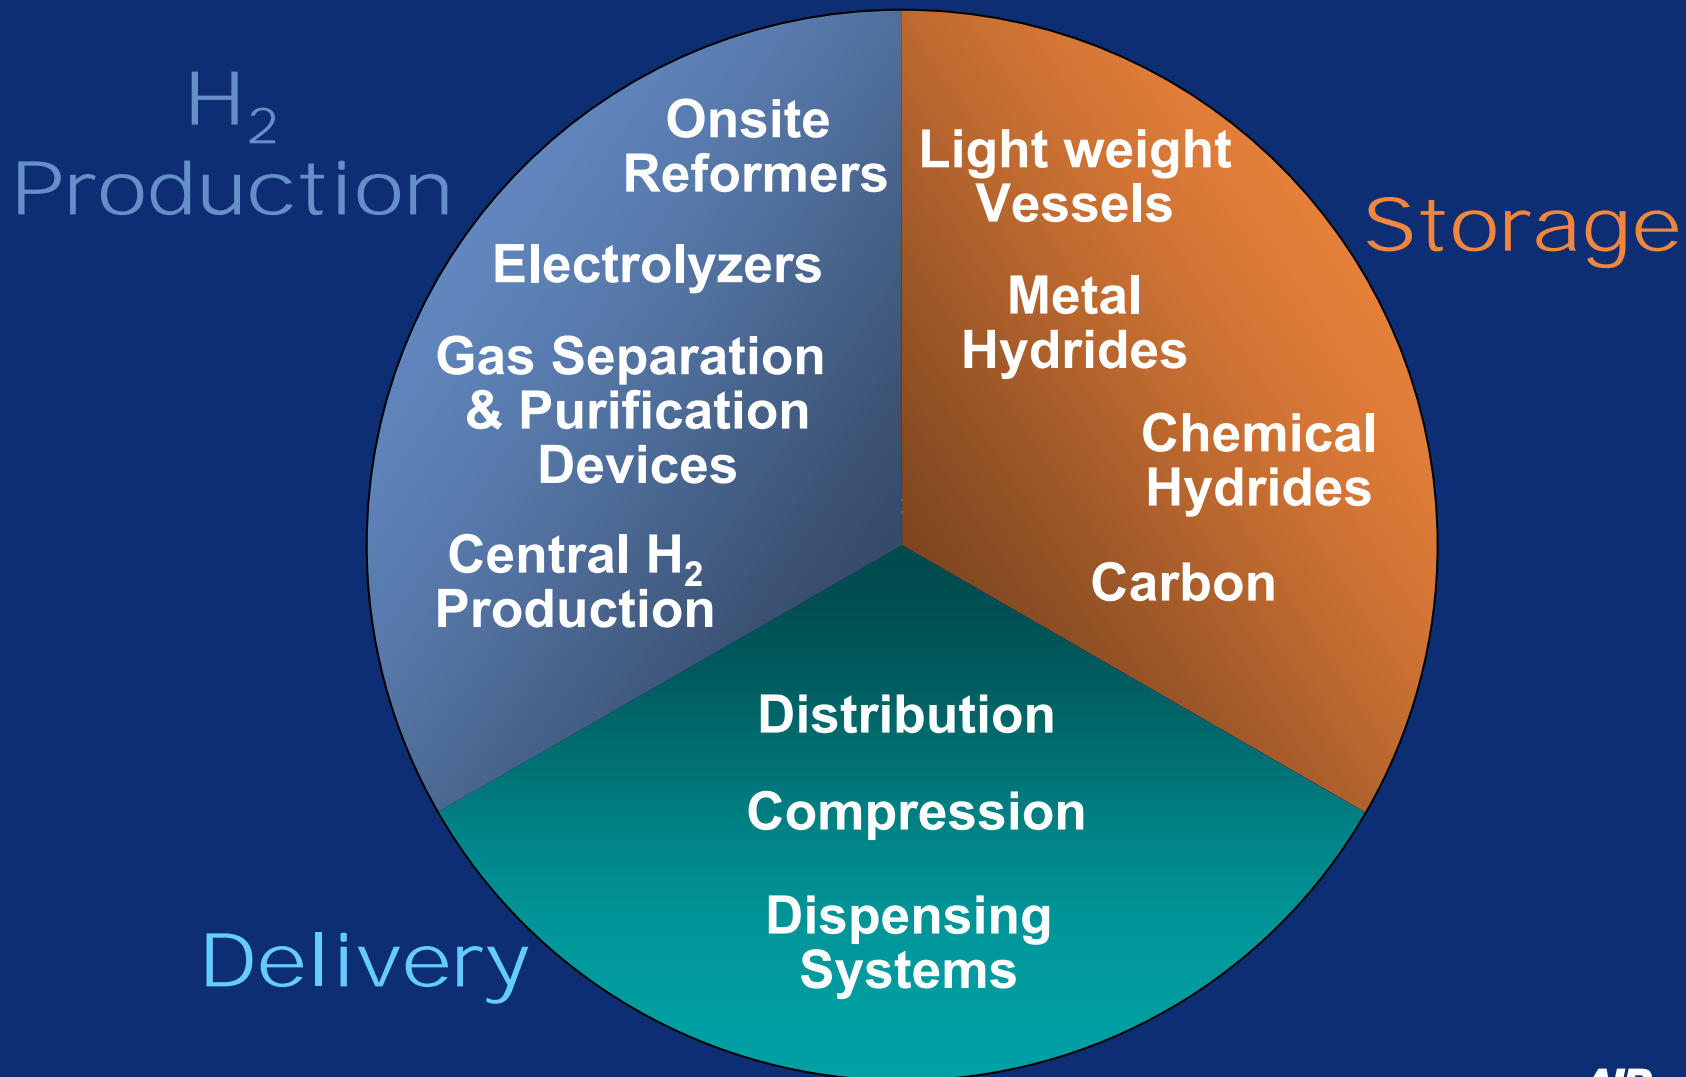 H₂
Production
Onsite
Reformers
Electrolyzers
Gas Separation
& Purification
Devices
Central H₂
Production
Light weight
Vessels
Metal
Hydrides
Chemical
Hydrides
Carbon
Storage
Distribution
Compression
Dispensing
Systems
Delivery